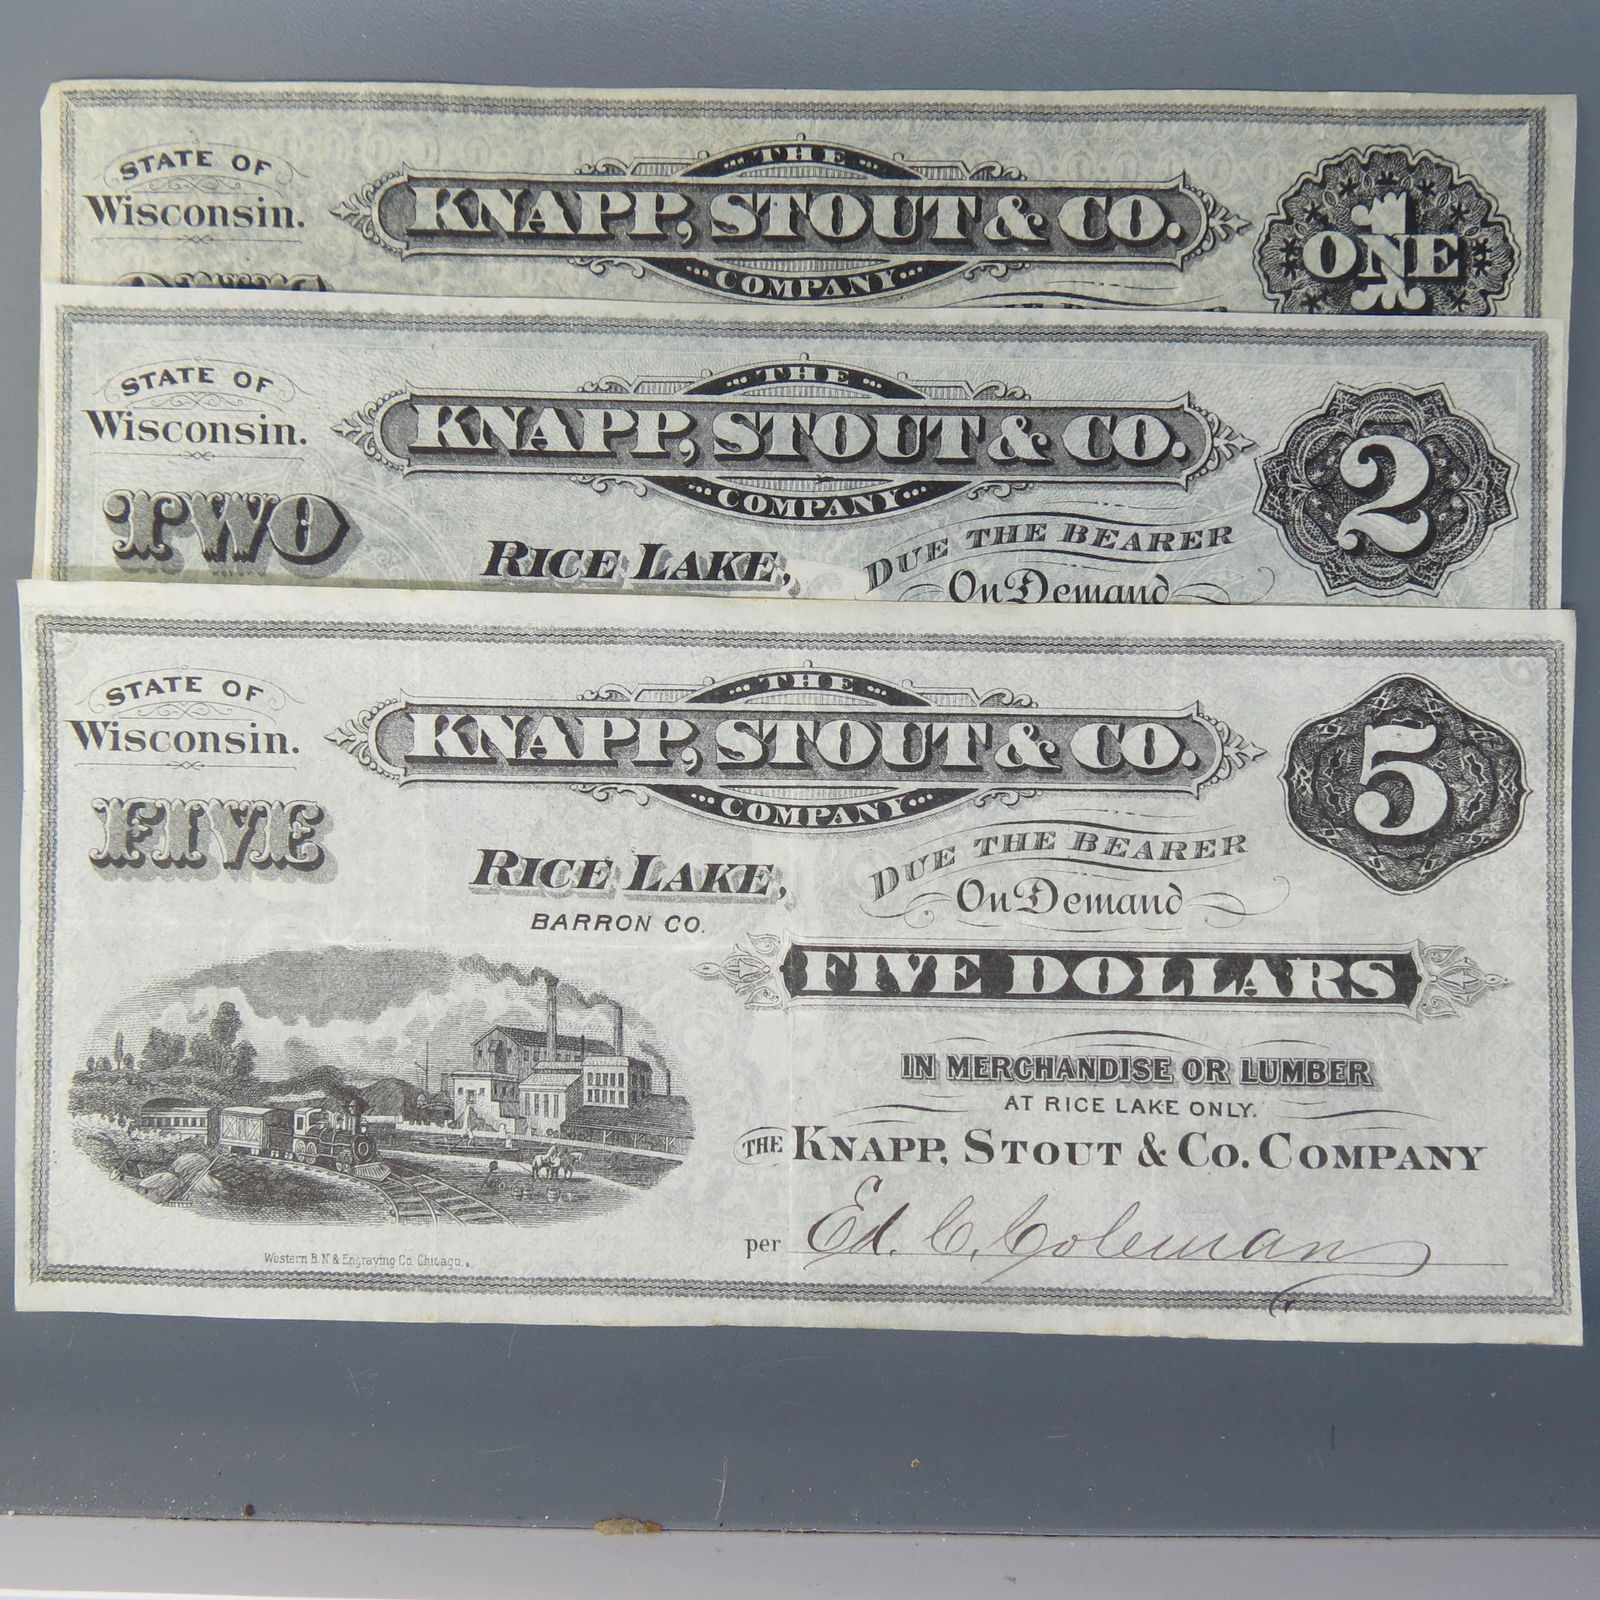 STATE OF
Wisconsin.
THE
KNAPP, STOUT & CO.
COMPANY
1
ONE
STATE OF
Wisconsin.
THE
KNAPP, STOUT & CO.
COMPANY
2
TWO
RICE LAKE,
DUE THE BEARER
On Demand
STATE OF
Wisconsin.
THE
KNAPP, STOUT & CO.
COMPANY
5
FIVE
RICE LAKE,
BARRON CO.
DUE THE BEARER
On Demand
FIVE DOLLARS
IN MERCHANDISE OR LUMBER
AT RICE LAKE ONLY.
THE KNAPP, STOUT & CO. COMPANY
per Ed. C. Coleman
Western B.N. & Engraving Co. Chicago.